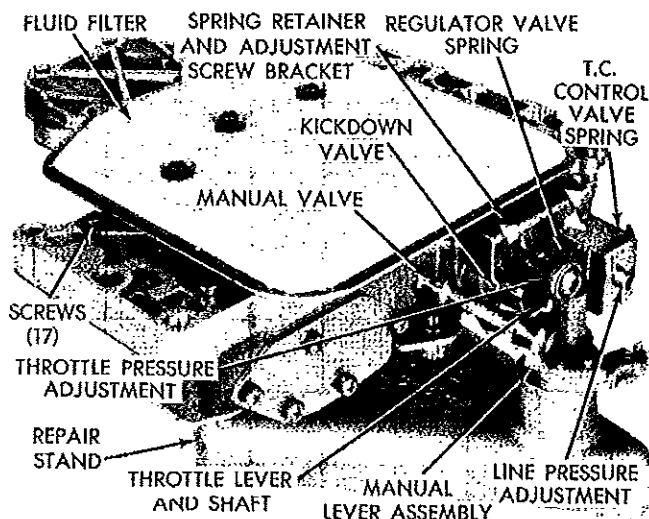 FLUID FILTER
SPRING RETAINER
AND ADJUSTMENT
SCREW BRACKET
REGULATOR VALVE
SPRING
T.C.
CONTROL
VALVE
SPRING
KICKDOWN
VALVE
MANUAL VALVE
SCREWS
(17)
THROTTLE PRESSURE
ADJUSTMENT
REPAIR
STAND
THROTTLE LEVER
AND SHAFT
MANUAL
LEVER ASSEMBLY
LINE PRESSURE
ADJUSTMENT